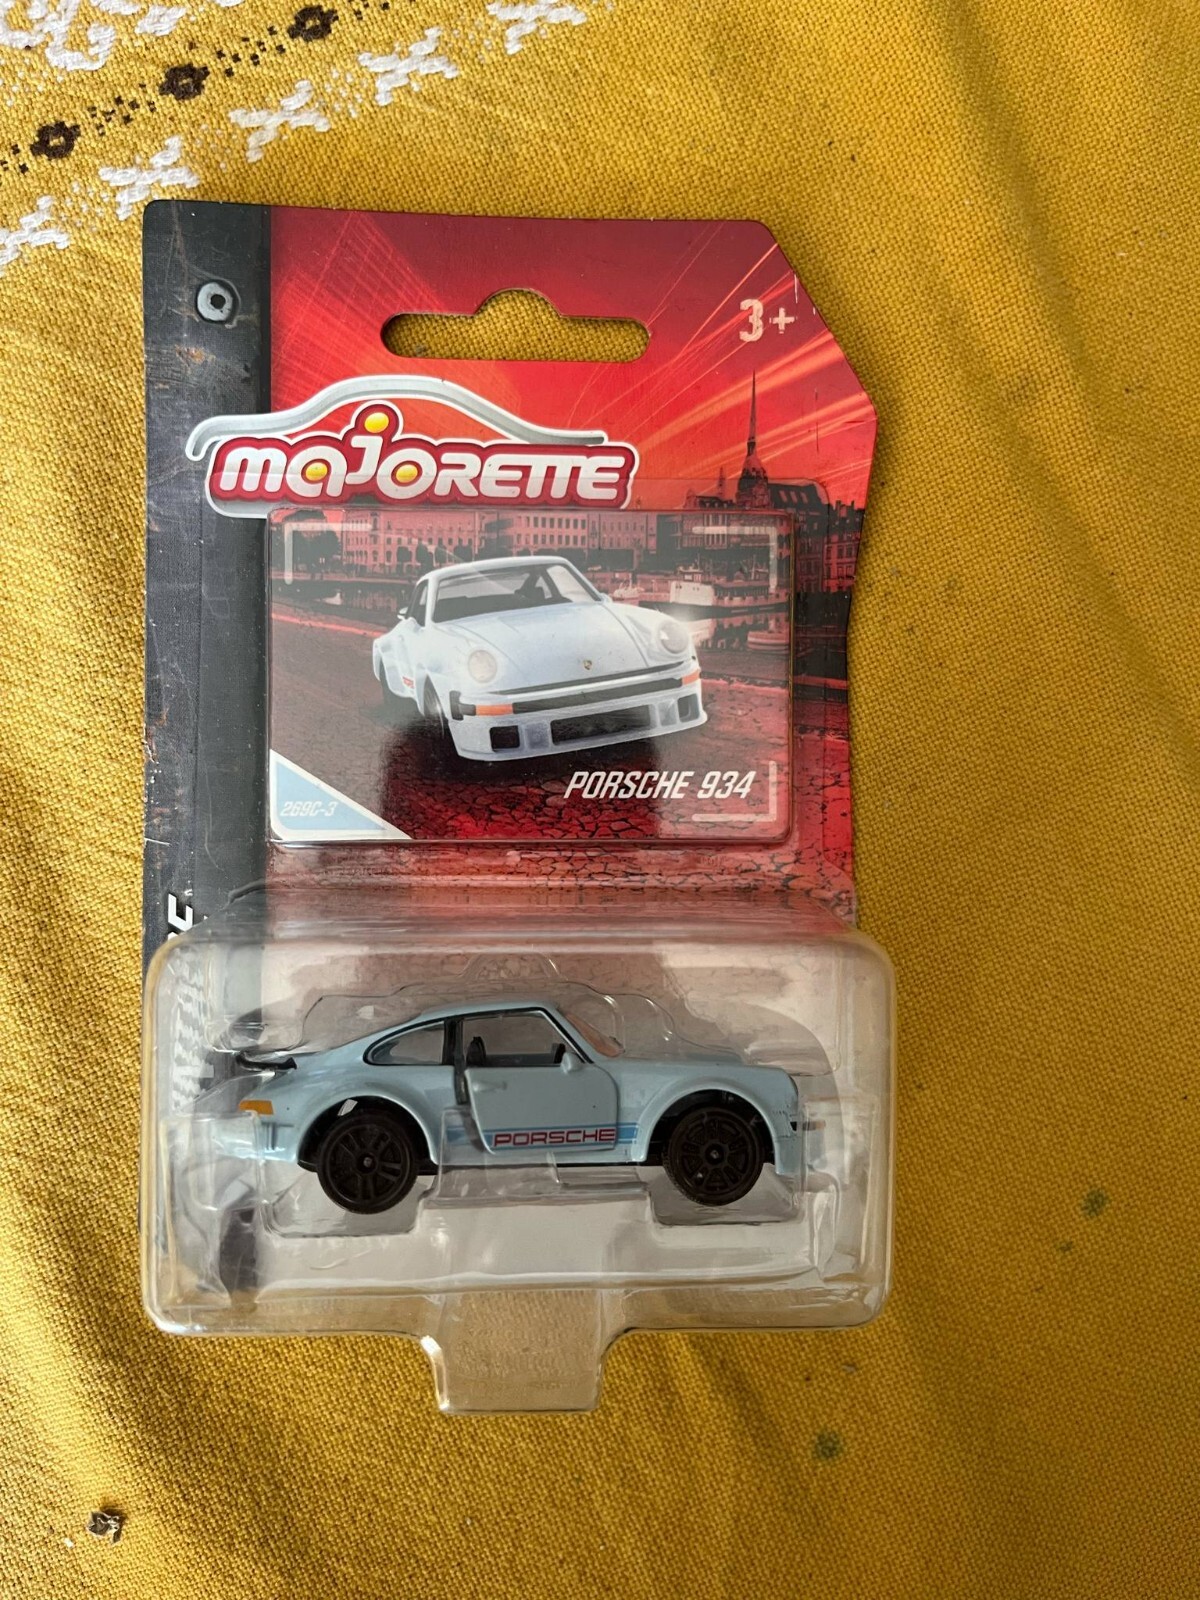 3+
MAJORETTE
PORSCHE 934
269C-3
PORSCHE